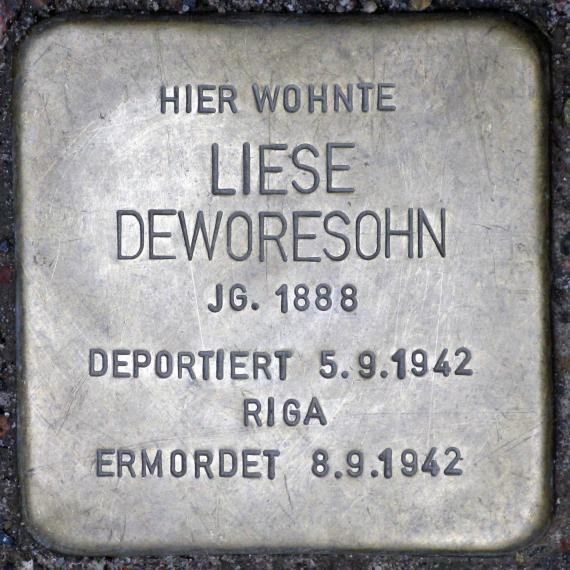 HIER WOHNTE
LIESE
DEWORESOHN
JG. 1888
DEPORTIERT 5.9.1942
RIGA
ERMORDET 8.9.1942